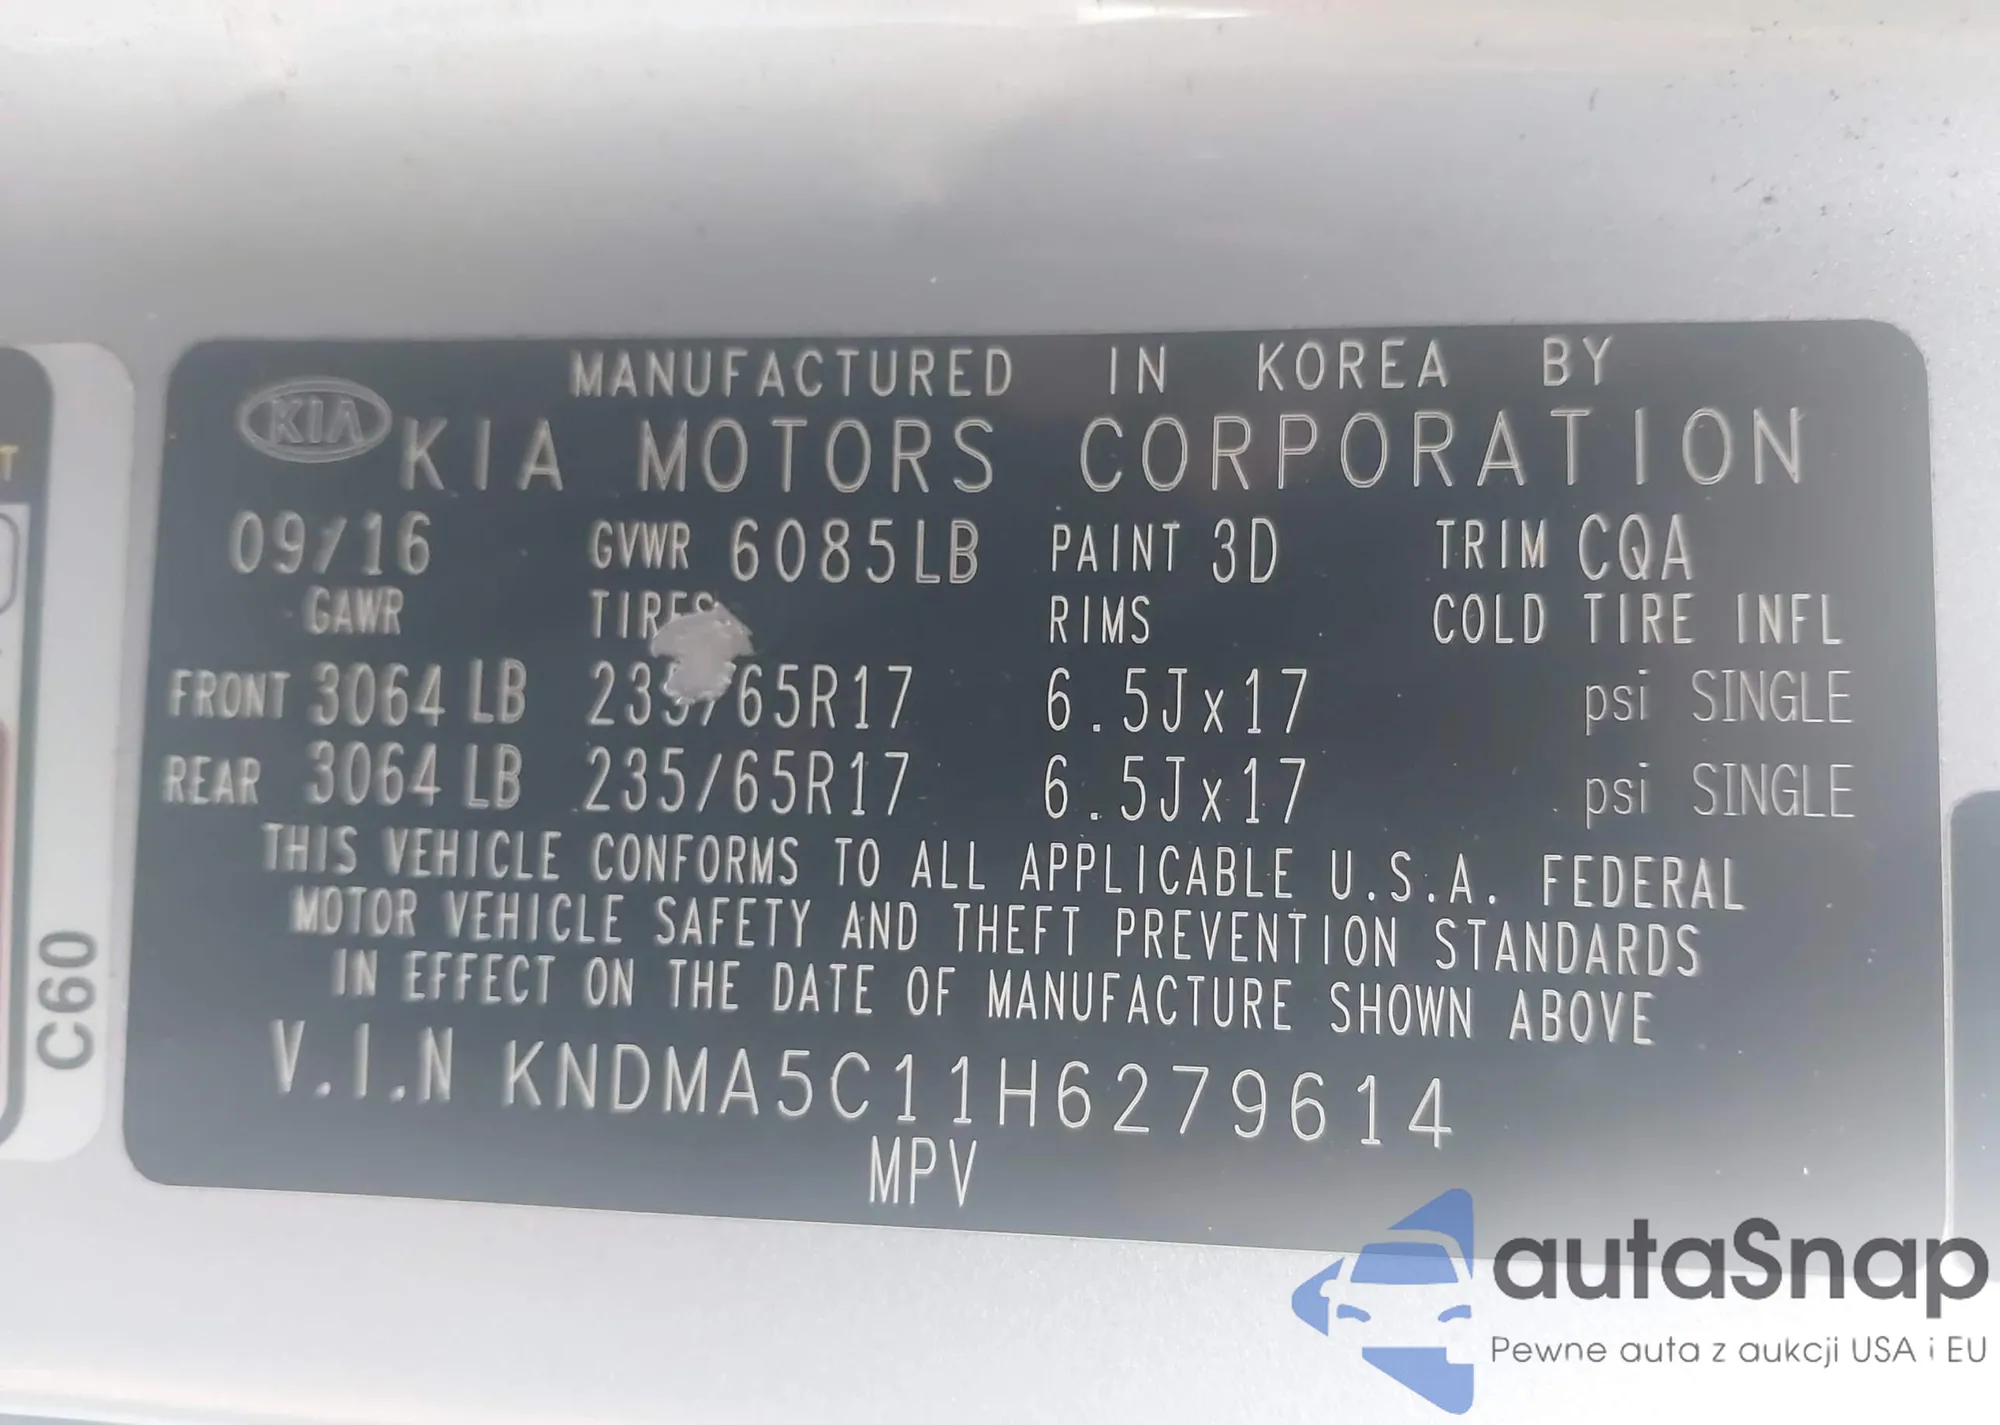 MANUFACTURED IN KOREA BY
KIA KIA MOTORS CORPORATION
09/16 GVWR 6085LB PAINT 3D TRIM CQA
GAWR TIRES RIMS COLD TIRE INFL
FRONT 3064 LB 235/65R17 6.5Jx17 psi SINGLE
REAR 3064 LB 235/65R17 6.5Jx17 psi SINGLE
THIS VEHICLE CONFORMS TO ALL APPLICABLE U.S.A. FEDERAL
MOTOR VEHICLE SAFETY AND THEFT PREVENTION STANDARDS
IN EFFECT ON THE DATE OF MANUFACTURE SHOWN ABOVE
V.I.N KNDMA5C11H6279614
MPV
C60
T
autaSnap
Pewne auta z aukcji USA i EU